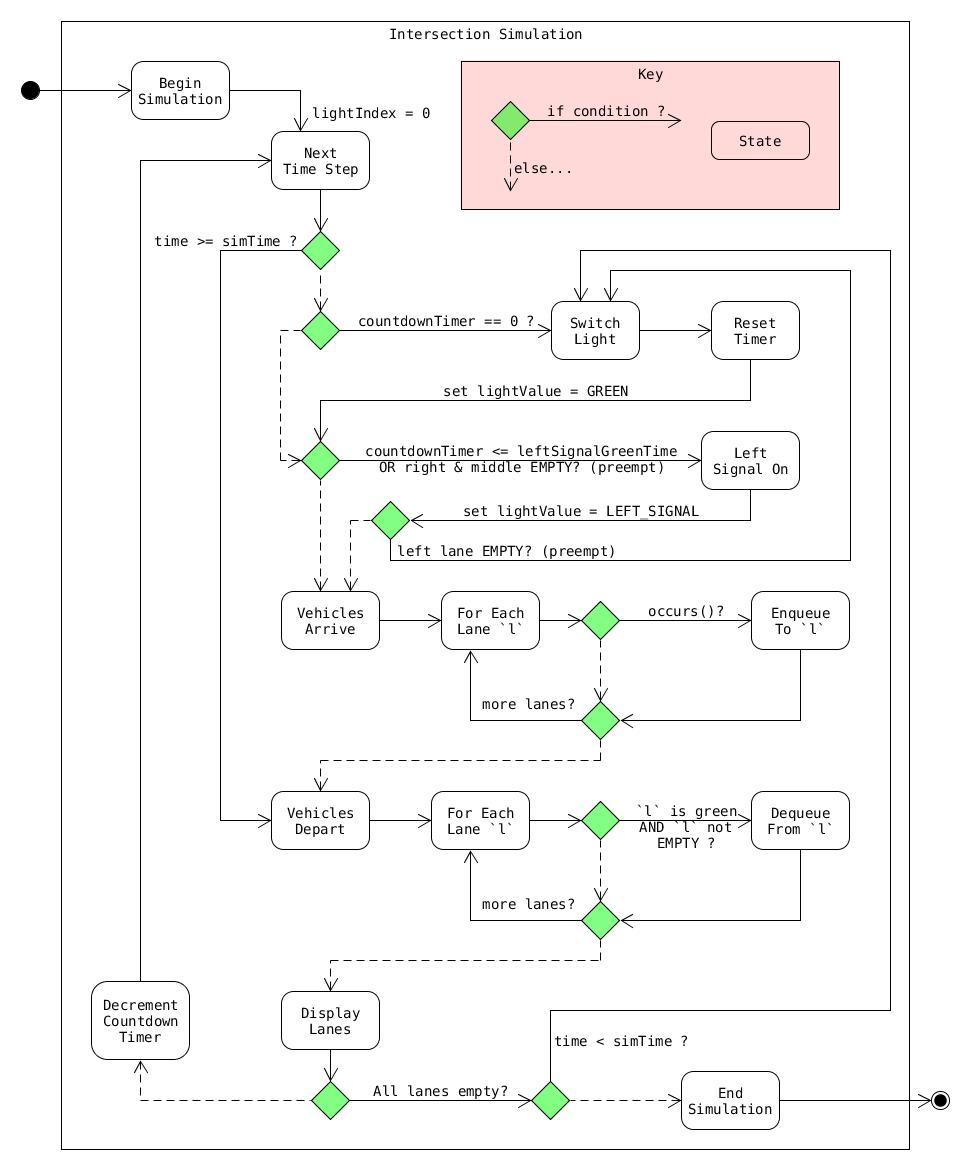 Intersection Simulation
Begin
Simulation
lightIndex = 0
Key
if condition ?
else...
State
Next
Time Step
time >= simTime ?
countdownTimer == 0 ?
Switch
Light
Reset
Timer
set lightValue = GREEN
countdownTimer <= leftSignalGreenTime
OR right & middle EMPTY? (preempt)
Left
Signal On
set lightValue = LEFT_SIGNAL
left lane EMPTY? (preempt)
Vehicles
Arrive
For Each
Lane `l`
occurs()?
Enqueue
To `l`
more lanes?
Vehicles
Depart
For Each
Lane `l`
`l` is green
AND `l` not
EMPTY ?
Dequeue
From `l`
more lanes?
Decrement
Countdown
Timer
Display
Lanes
time < simTime ?
All lanes empty?
End
Simulation